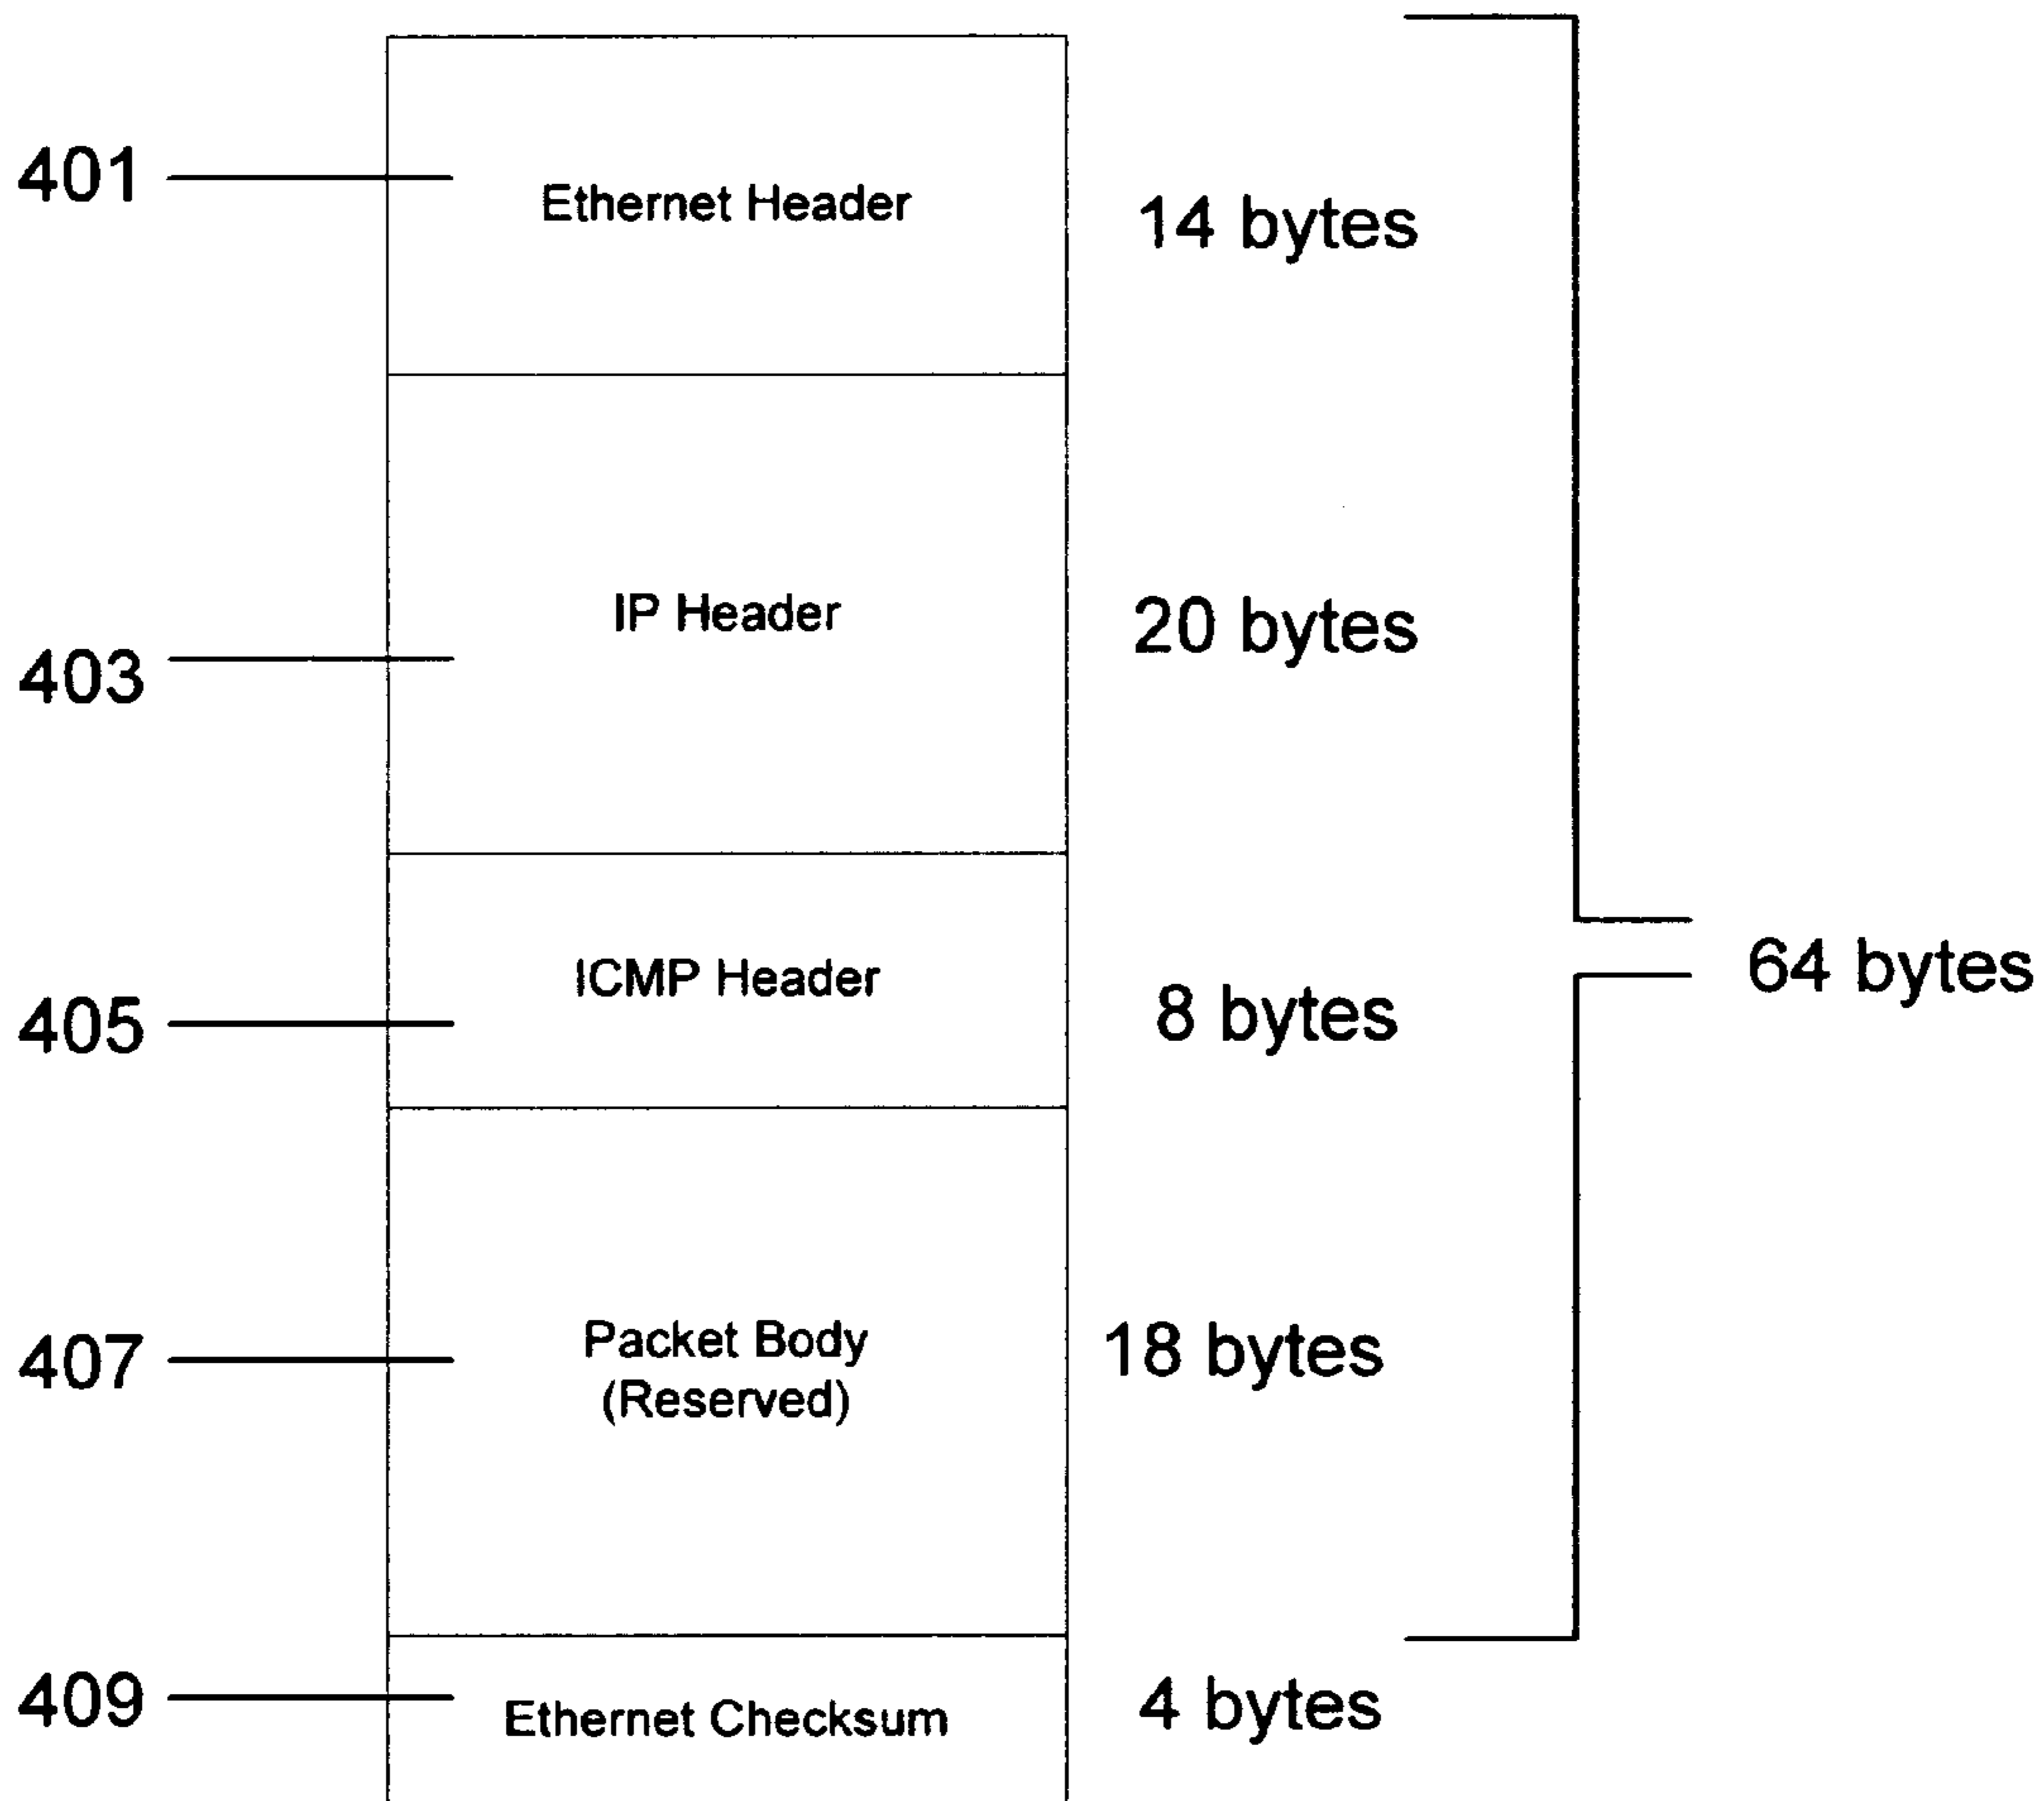 401
Ethernet Header
14 bytes
403
IP Header
20 bytes
405
ICMP Header
8 bytes
64 bytes
407
Packet Body
(Reserved)
18 bytes
409
Ethernet Checksum
4 bytes